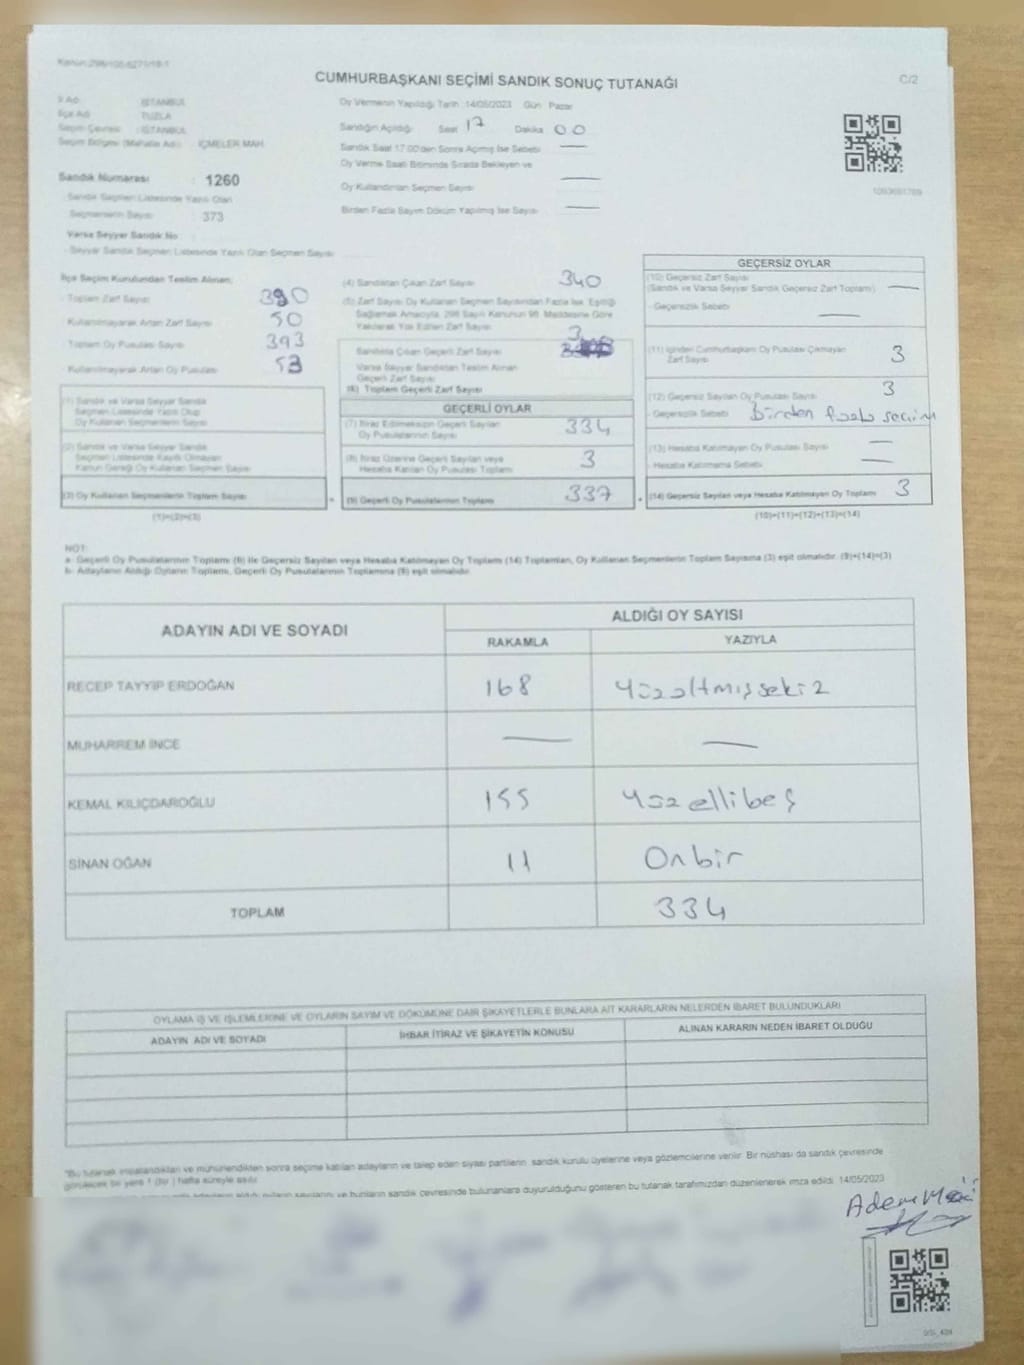 Kanun:298/105-6271/18-1
CUMHURBAŞKANI SEÇİMİ SANDIK SONUÇ TUTANAĞI
C/2
İl Adı : İSTANBUL
İlçe Adı : TUZLA
Seçim Çevresi : İSTANBUL
Seçim Bölgesi (Mahalle Adı) : İÇMELER MAH.
Sandık Numarası : 1260
- Sandık Seçmen Listesinde Yazılı Olan
Seçmenlerin Sayısı : 373
Varsa Seyyar Sandık No :
- Seyyar Sandık Seçmen Listesinde Yazılı Olan Seçmen Sayısı :
Oy Vermenin Yapıldığı Tarih :14/05/2023 Gün : Pazar
Sandığın Açıldığı : Saat 17 Dakika 00
Sandık Saat 17.00'den Sonra Açılmış İse Sebebi —
Oy Verme Saati Bitiminde Sırada Bekleyen ve
Oy Kullandırılan Seçmen Sayısı —
Birden Fazla Sayım Döküm Yapılmış İse Sayısı —
İlçe Seçim Kurulundan Teslim Alınan;
- Toplam Zarf Sayısı 390
- Kullanılmayarak Artan Zarf Sayısı 50
- Toplam Oy Pusulası Sayısı 393
- Kullanılmayarak Artan Oy Pusulası 53
(1) Sandık ve Varsa Seyyar Sandık
Seçmen Listesinde Yazılı Olup
Oy Kullanan Seçmenlerin Sayısı
(2) Sandık ve Varsa Seyyar Sandık
Seçmen Listesinde Kayıtlı Olmayan
Kanun Gereği Oy Kullanan Seçmen Sayısı
(3) Oy Kullanan Seçmenlerin Toplam Sayısı
(1)+(2)=(3)
(4) Sandıktan Çıkan Zarf Sayısı 340
(5) Zarf Sayısı Oy Kullanan Seçmen Sayısından Fazla İse, Eşitliği
Sağlamak Amacıyla, 298 Sayılı Kanunun 98. Maddesine Göre
Yakılarak Yok Edilen Zarf Sayısı
Sandıkta Çıkan Geçerli Zarf Sayısı
Varsa Seyyar Sandıktan Teslim Alınan
Geçerli Zarf Sayısı
(6) Toplam Geçerli Zarf Sayısı
GEÇERLİ OYLAR
(7) İtiraz Edilmeksizin Geçerli Sayılan
Oy Pusulalarının Sayısı 334
(8) İtiraz Üzerine Geçerli Sayılan veya
Hesaba Katılan Oy Pusulası Toplamı 3
(9) Geçerli Oy Pusulalarının Toplamı 337
GEÇERSİZ OYLAR
(10) Geçersiz Zarf Sayısı
(Sandık ve Varsa Seyyar Sandık Geçersiz Zarf Toplamı) —
- Geçersizlik Sebebi —
(11) İçinden Cumhurbaşkanı Oy Pusulası Çıkmayan
Zarf Sayısı 3
(12) Geçersiz Sayılan Oy Pusulası Sayısı 3
- Geçersizlik Sebebi Birden fazla seçim
(13) Hesaba Katılmayan Oy Pusulası Sayısı —
- Hesaba Katılmama Sebebi —
(14) Geçersiz Sayılan veya Hesaba Katılmayan Oy Toplamı 3
(10)+(11)+(12)+(13)=(14)
NOT:
a- Geçerli Oy Pusulalarının Toplamı (9) ile Geçersiz Sayılan veya Hesaba Katılmayan Oy Toplam (14) Toplamları, Oy Kullanan Seçmenlerin Toplam Sayısına (3) eşit olmalıdır. (9)+(14)=(3)
b- Adayların Aldığı Oyların Toplamı, Geçerli Oy Pusulalarının Toplamına (9) eşit olmalıdır.
ADAYIN ADI VE SOYADI
ALDIĞI OY SAYISI
RAKAMLA YAZIYLA
RECEP TAYYİP ERDOĞAN 168 Yüzaltmışsekiz
MUHARREM İNCE — —
KEMAL KILIÇDAROĞLU 155 Yüzellibeş
SİNAN OĞAN 11 Onbir
TOPLAM 334
OYLAMA İŞ VE İŞLEMLERİNE VE OYLARIN SAYIM VE DÖKÜMÜNE DAİR ŞİKAYETLERLE BUNLARA AİT KARARLARIN NELERDEN İBARET BULUNDUKLARI
ADAYIN ADI VE SOYADI İHBAR İTİRAZ VE ŞİKAYETİN KONUSU ALINAN KARARIN NEDEN İBARET OLDUĞU
*Bu tutanak imzalandıktan ve mühürlendikten sonra seçime katılan adayların ve talep eden siyasi partilerin sandık kurulu üyelerine veya gözlemcilerine verilir. Bir nüshası da sandık çevresinde
görülecek bir yere 1 (bir ) hafta süreyle asılır.
sandık çevresinde bulunanlara duyurulduğunu gösteren bu tutanak tarafımızdan düzenlenerek imza edildi. 14/05/2023
Adem